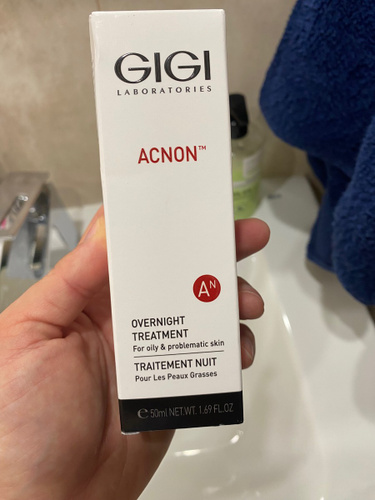 GIGI
LABORATORIES
ACNON™
AN
OVERNIGHT
TREATMENT
For oily & problematic skin
TRAITEMENT NUIT
Pour Les Peaux Grasses
℮ 50ml NET.WT. 1.69 FL.OZ